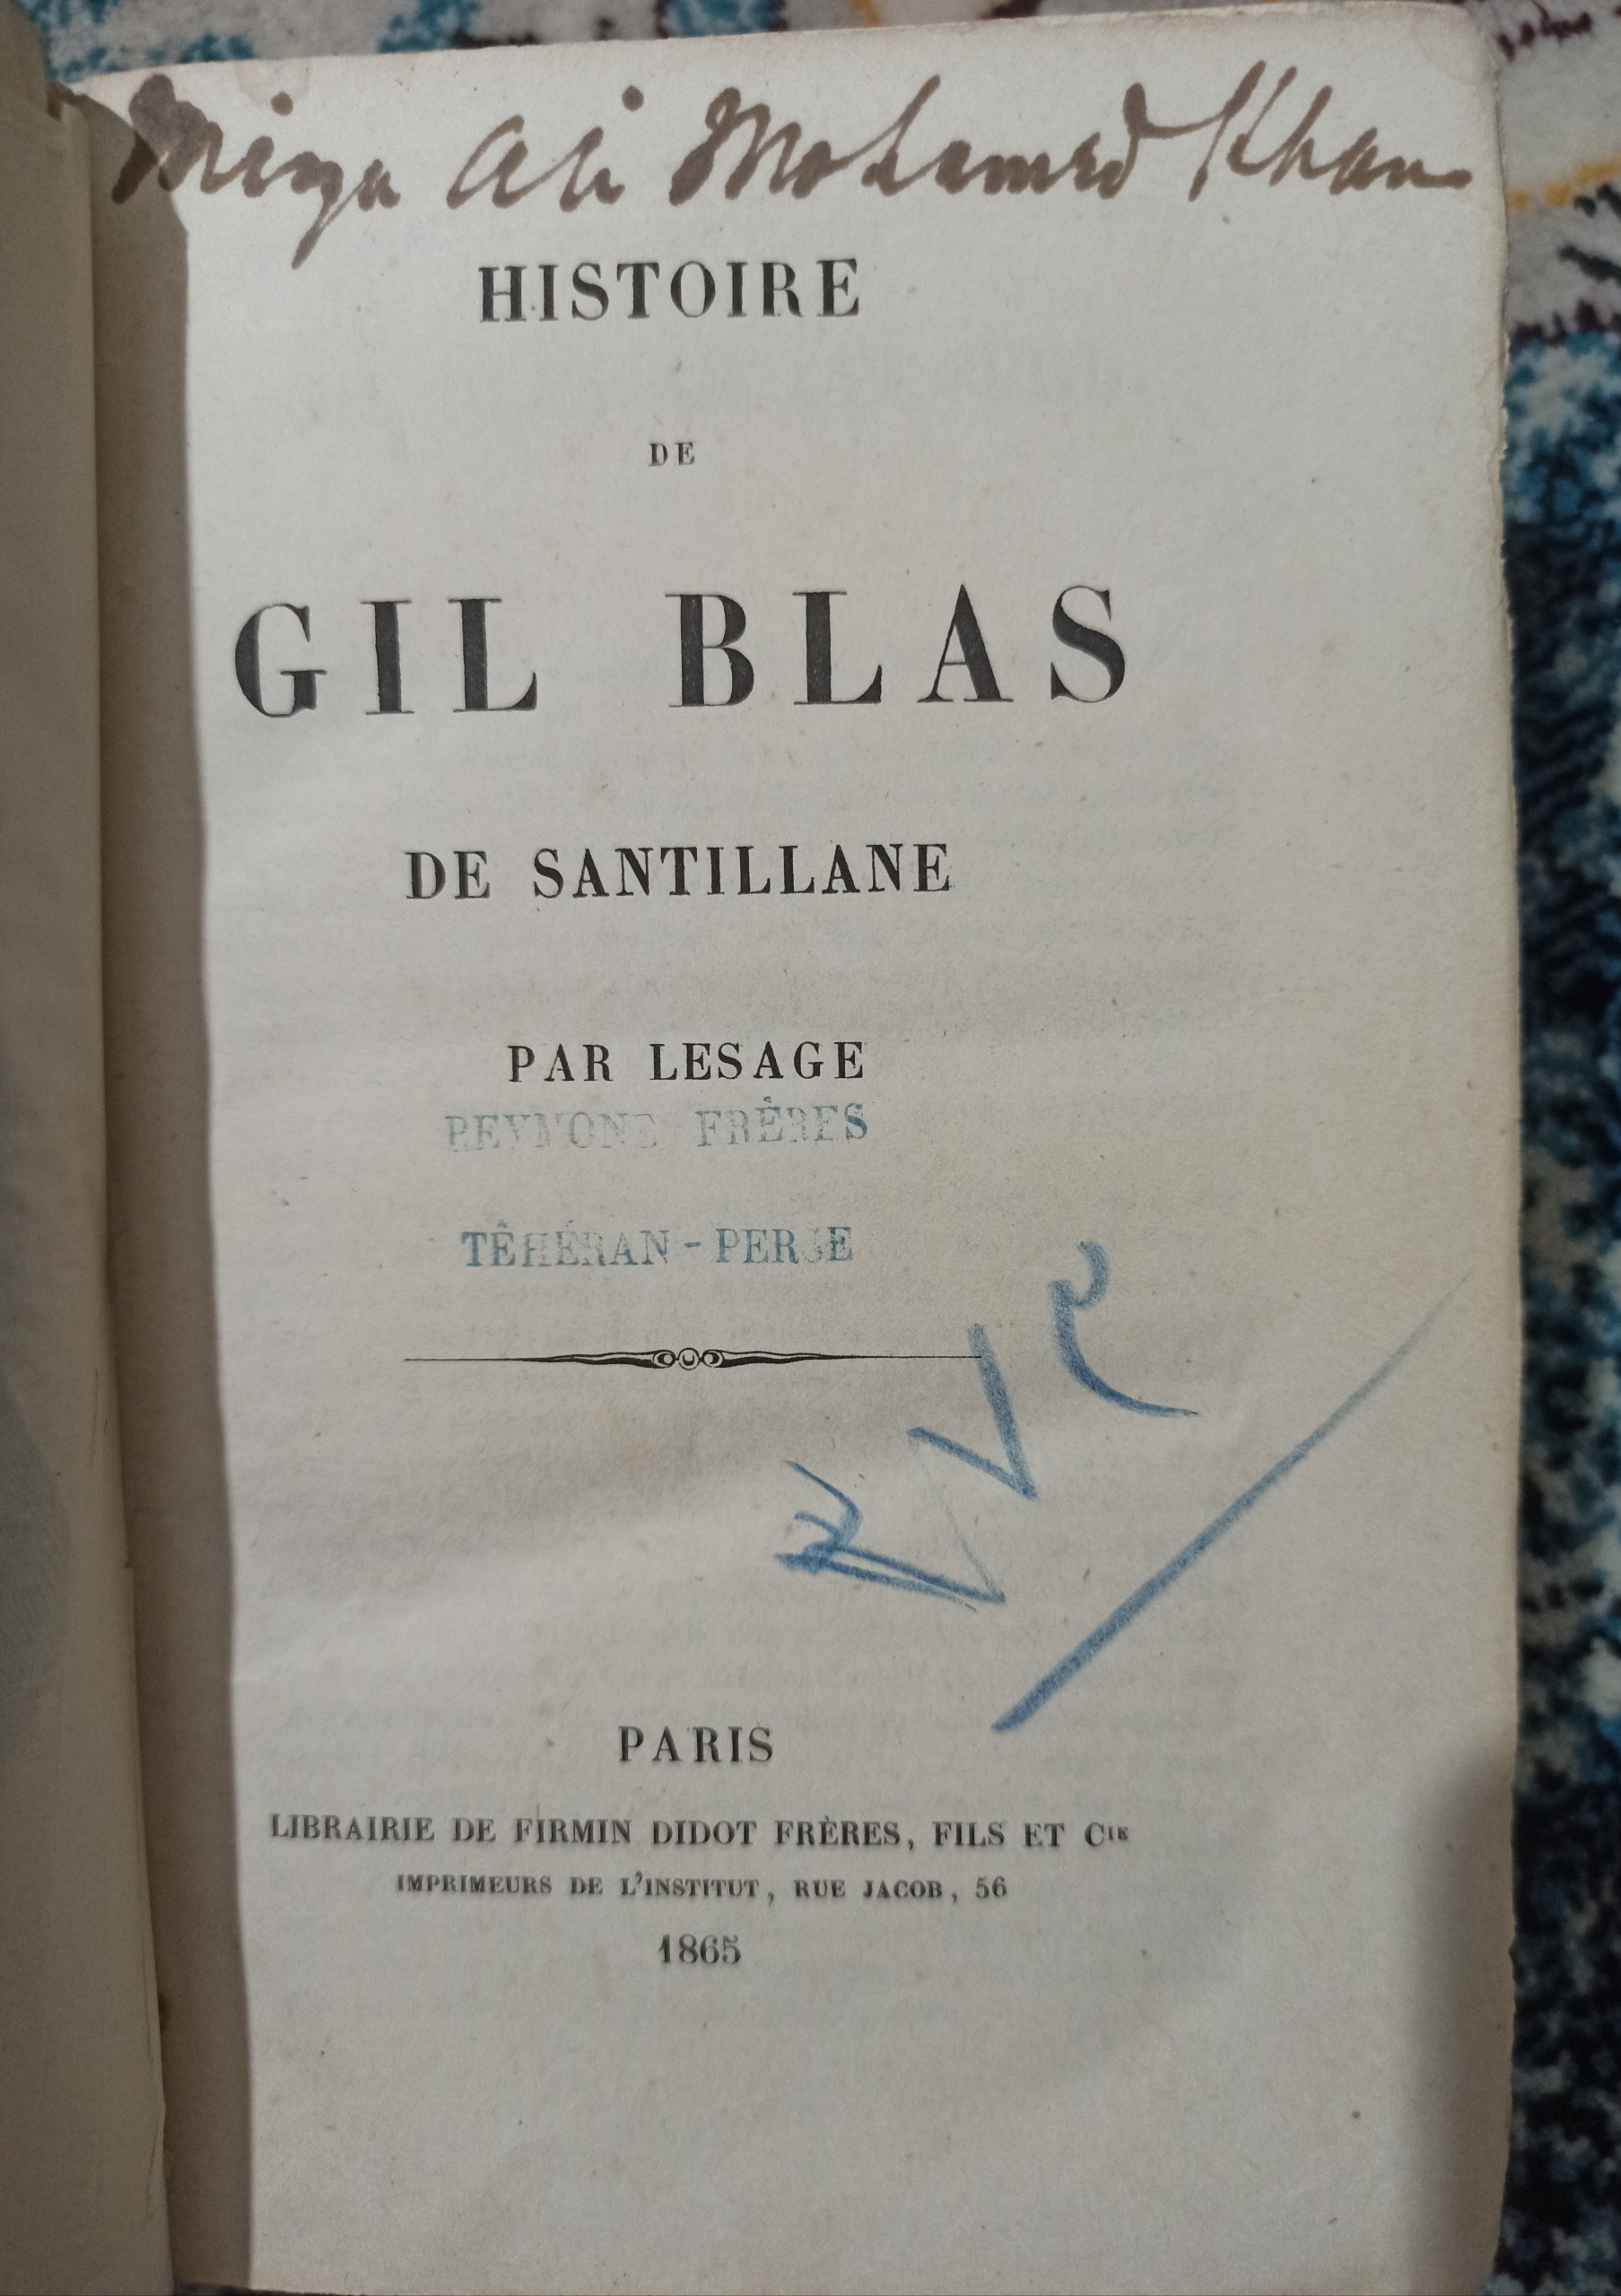 Mirza Ali Mohamed Khan
HISTOIRE
DE
GIL BLAS
DE SANTILLANE
PAR LESAGE
FRÈRES
TÊHÉRAN - PERSE
PARIS
LIBRAIRIE DE FIRMIN DIDOT FRÈRES, FILS ET CIE
IMPRIMEURS DE L'INSTITUT, RUE JACOB, 56
1865